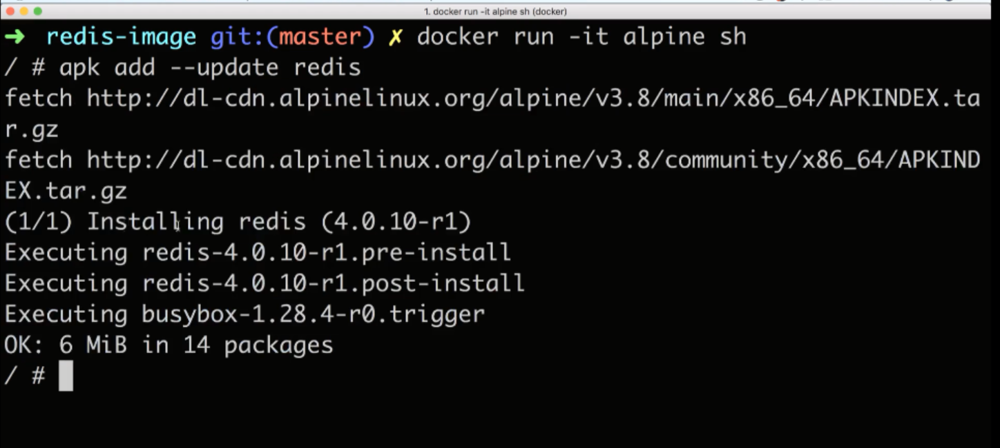 1. docker run -it alpine sh (docker)
➜ redis-image git:(master) ✗ docker run -it alpine sh
/ # apk add --update redis
fetch http://dl-cdn.alpinelinux.org/alpine/v3.8/main/x86_64/APKINDEX.ta
r.gz
fetch http://dl-cdn.alpinelinux.org/alpine/v3.8/community/x86_64/APKIND
EX.tar.gz
(1/1) Installing redis (4.0.10-r1)
Executing redis-4.0.10-r1.pre-install
Executing redis-4.0.10-r1.post-install
Executing busybox-1.28.4-r0.trigger
OK: 6 MiB in 14 packages
/ #